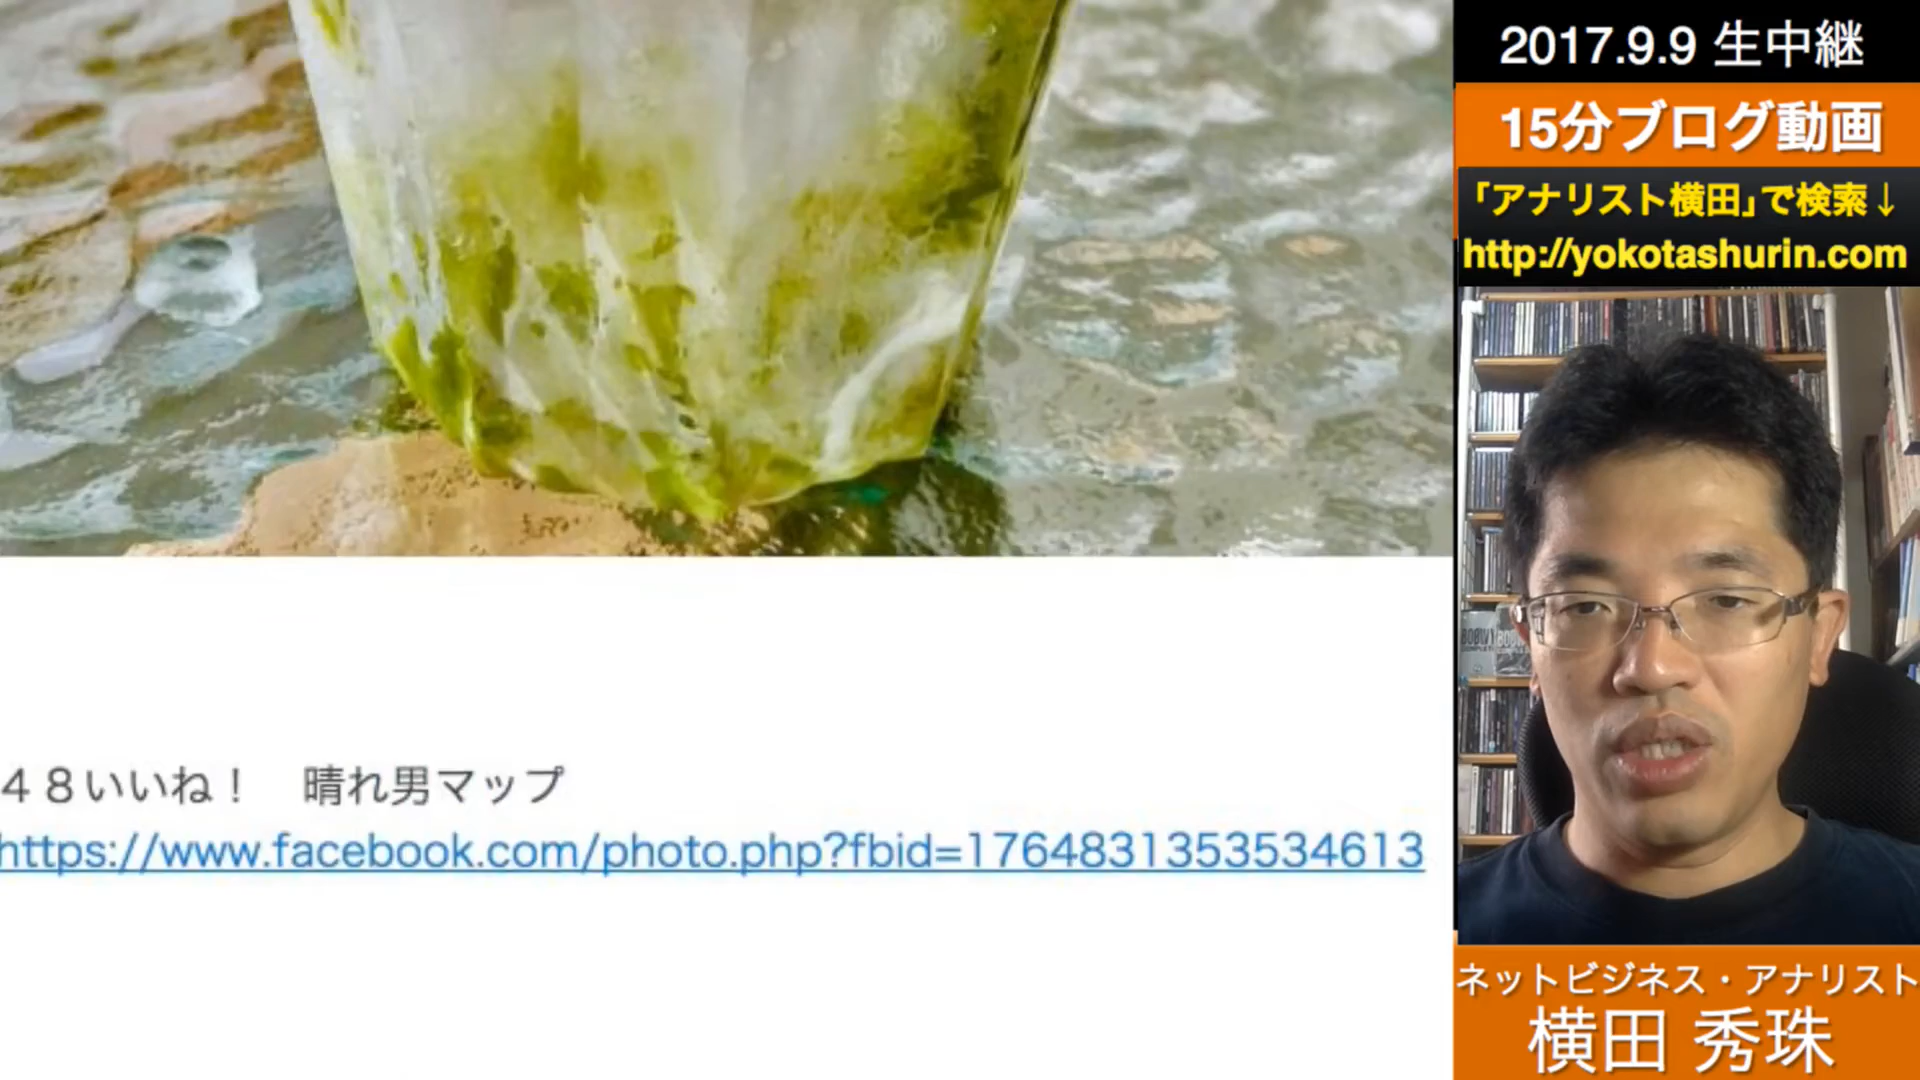 ４８いいね！　晴れ男マップ
https://www.facebook.com/photo.php?fbid=1764831353534613
2017.9.9 生中継
15分ブログ動画
「アナリスト横田」で検索↓
http://yokotashurin.com
ネットビジネス・アナリスト
横田 秀珠